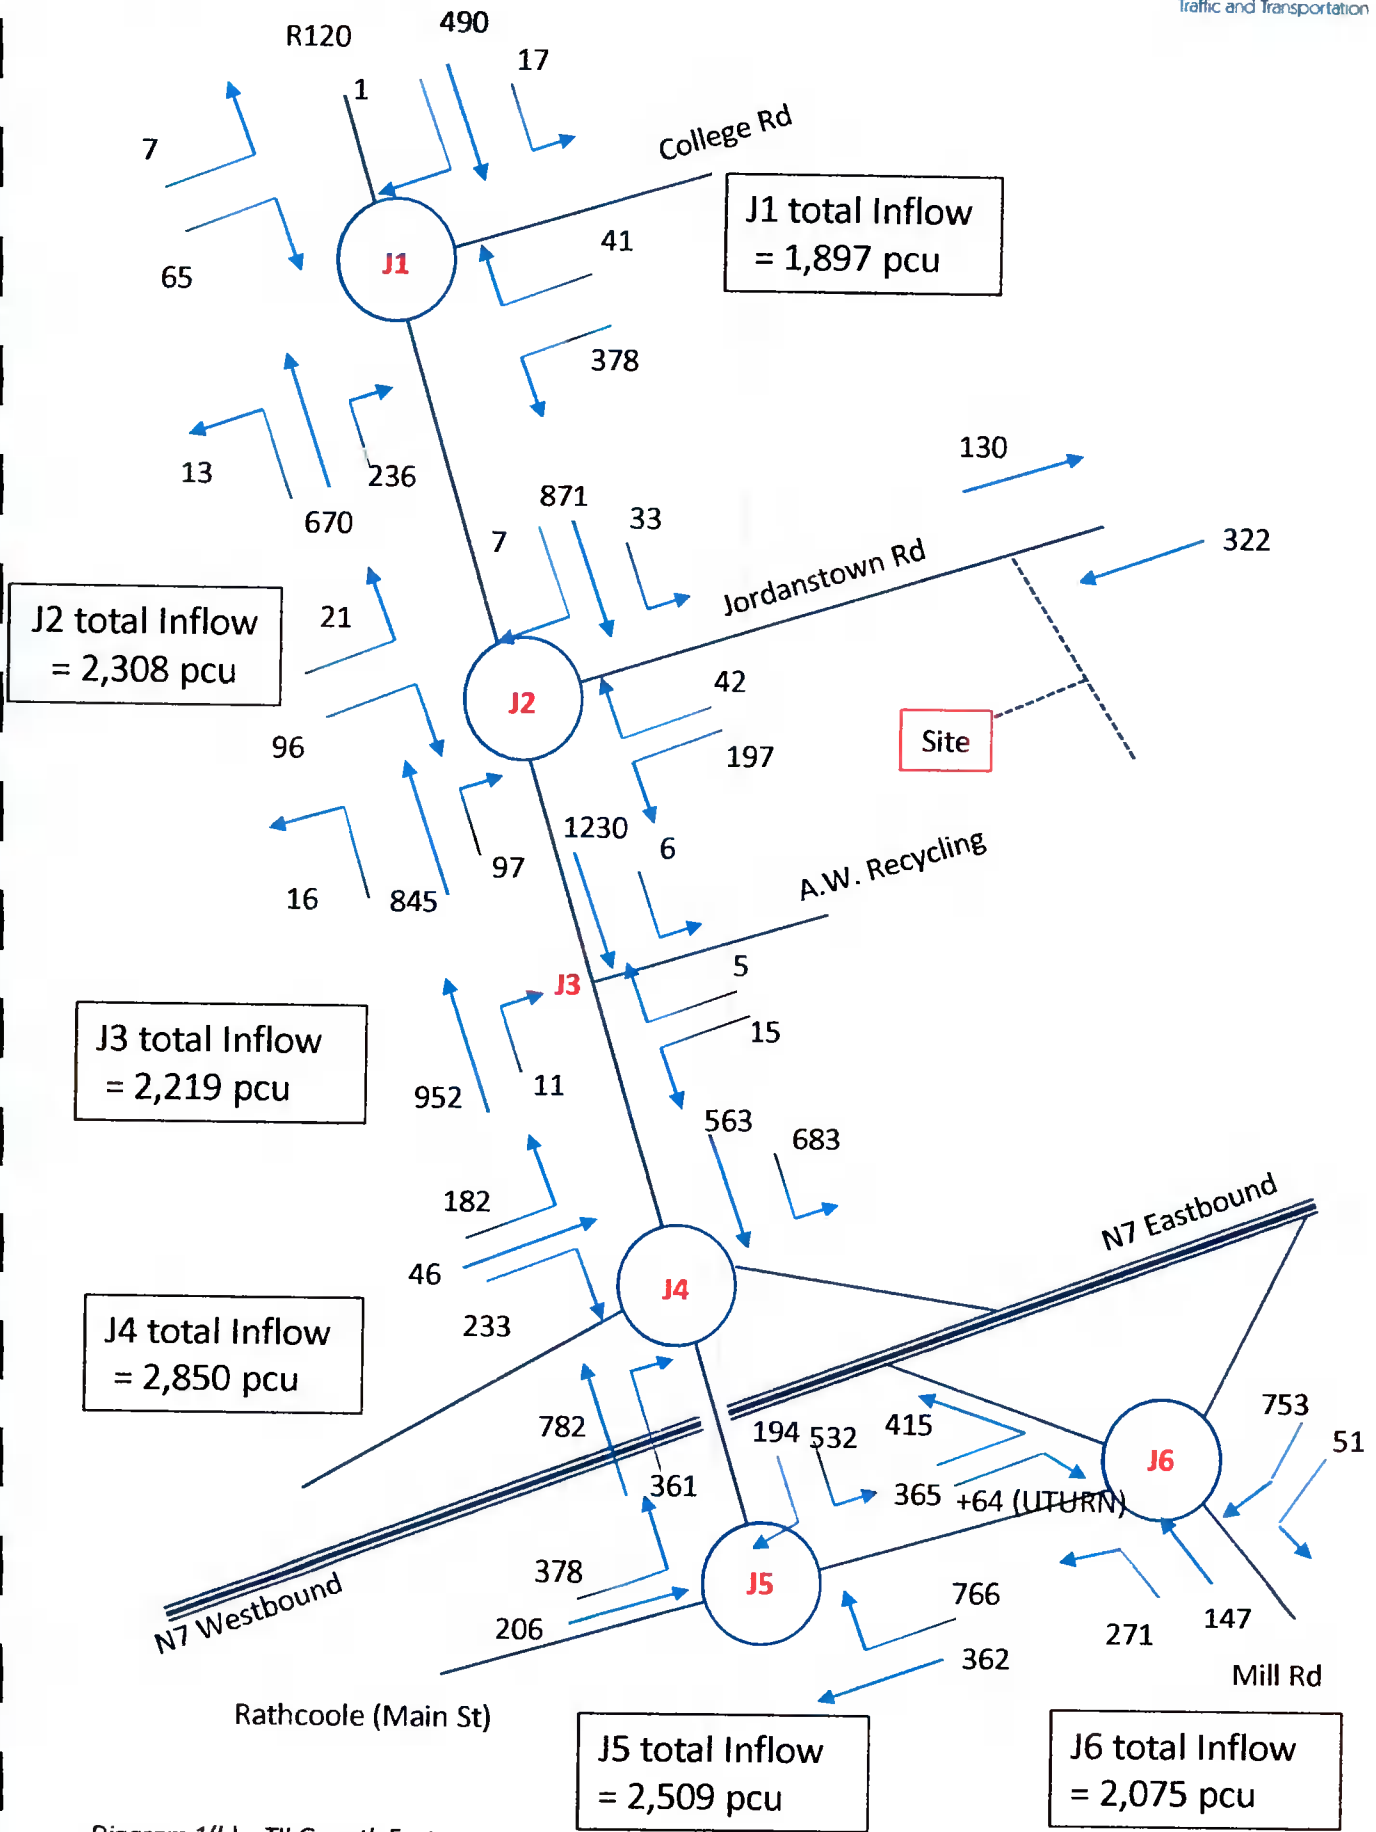 Traffic and Transportation
490
R120
17
1
College Rd
7
J1 total Inflow
= 1,897 pcu
41
J1
65
378
130
13
236
871
670
33
7
322
Jordanstown Rd
J2 total Inflow
= 2,308 pcu
21
42
J2
96
Site
197
1230
6
97
16
845
A.W. Recycling
5
J3
15
J3 total Inflow
= 2,219 pcu
11
952
563
683
182
N7 Eastbound
46
J4
233
J4 total Inflow
= 2,850 pcu
753
782
194
532
415
51
J6
361
365
+64 (UTURN)
378
J5
766
N7 Westbound
206
271
147
362
Mill Rd
Rathcoole (Main St)
J5 total Inflow
= 2,509 pcu
J6 total Inflow
= 2,075 pcu